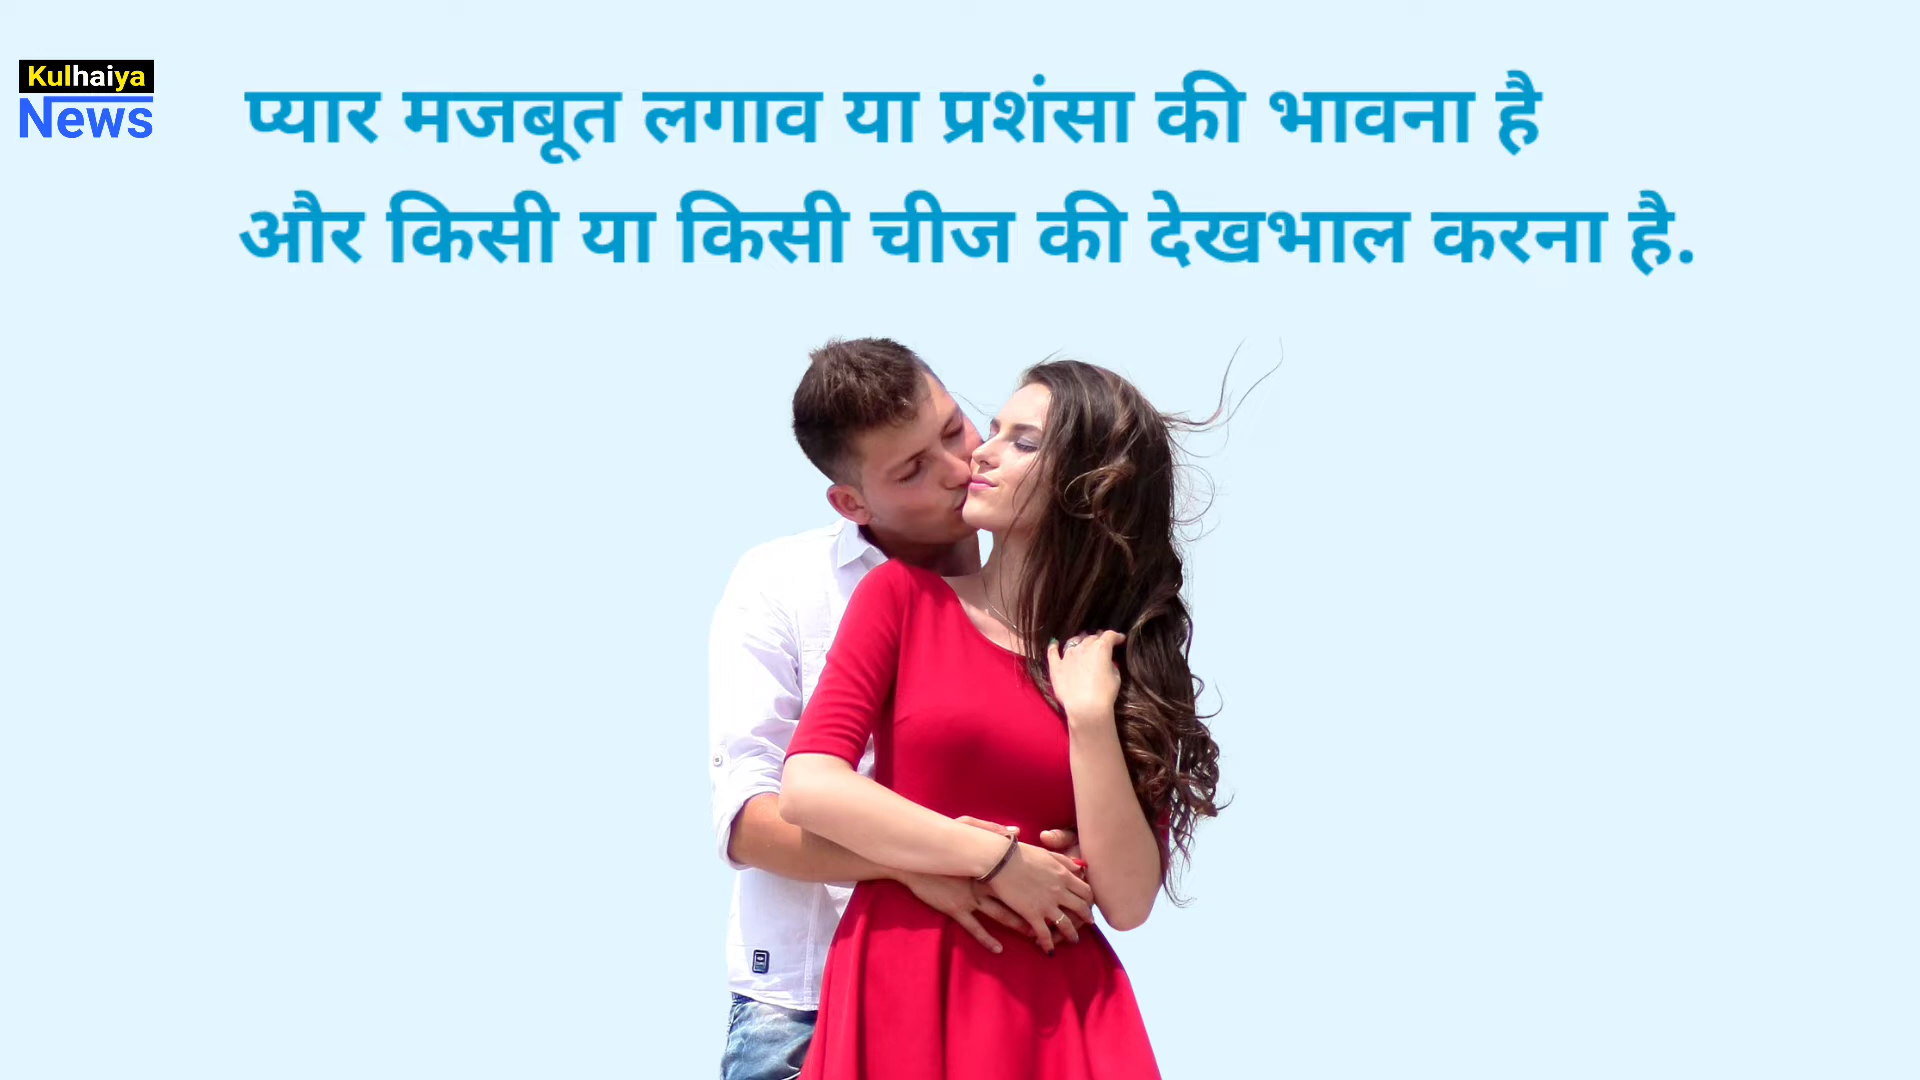 Kulhaiya
News
प्यार मजबूत लगाव या प्रशंसा की भावना है
और किसी या किसी चीज की देखभाल करना है.